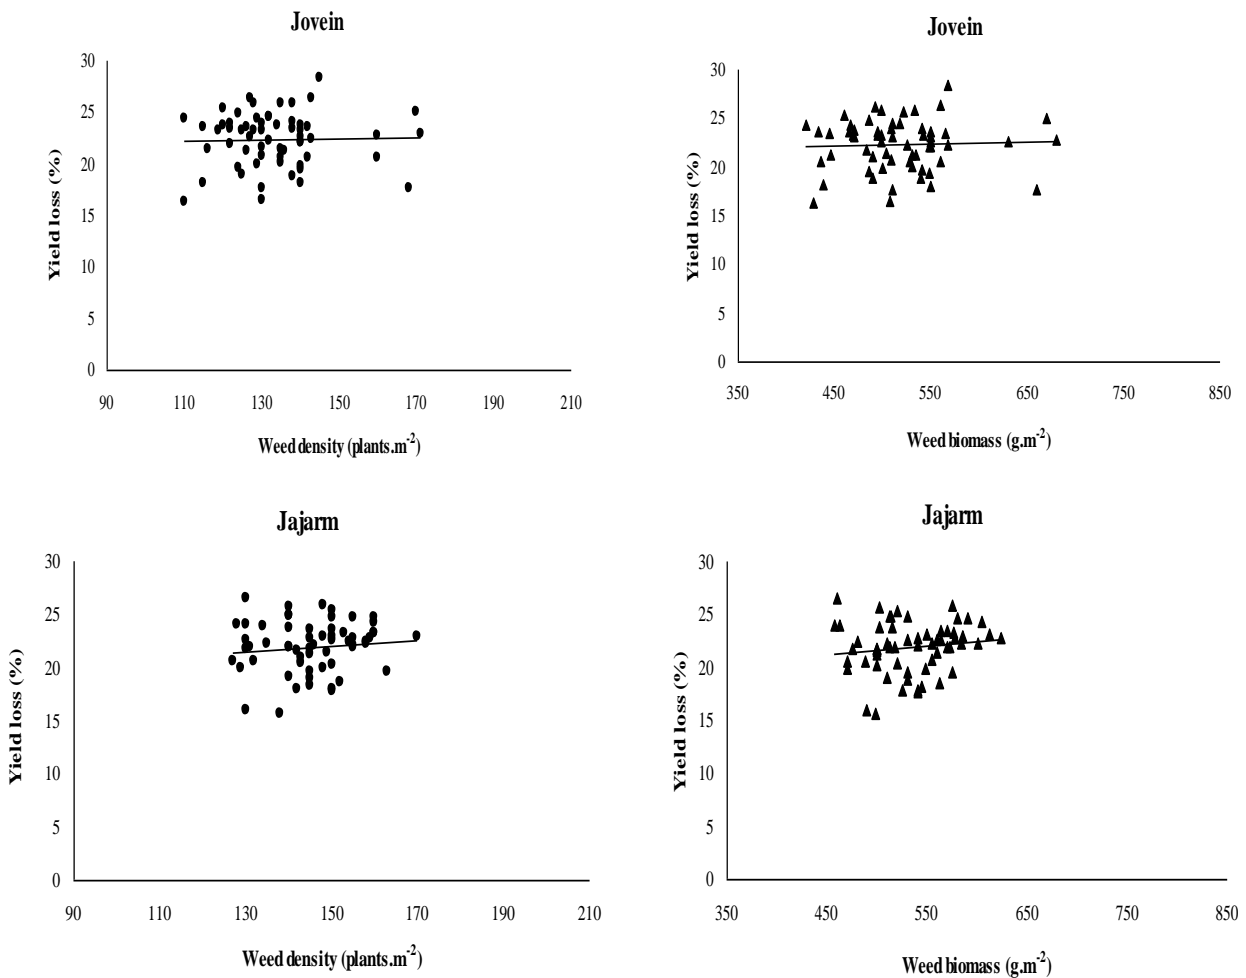 Jovein
30
25
20
15
10
5
0
90 110 130 150 170 190 210
Yield loss (%)
Weed density (plants.m-2)
Jovein
30
25
20
15
10
5
0
350 450 550 650 750 850
Yield loss (%)
Weed biomass (g.m-2)
Jajarm
30
25
20
15
10
5
0
90 110 130 150 170 190 210
Yield loss (%)
Weed density (plants.m-2)
Jajarm
30
25
20
15
10
5
0
350 450 550 650 750 850
Yield loss (%)
Weed biomass (g.m-2)